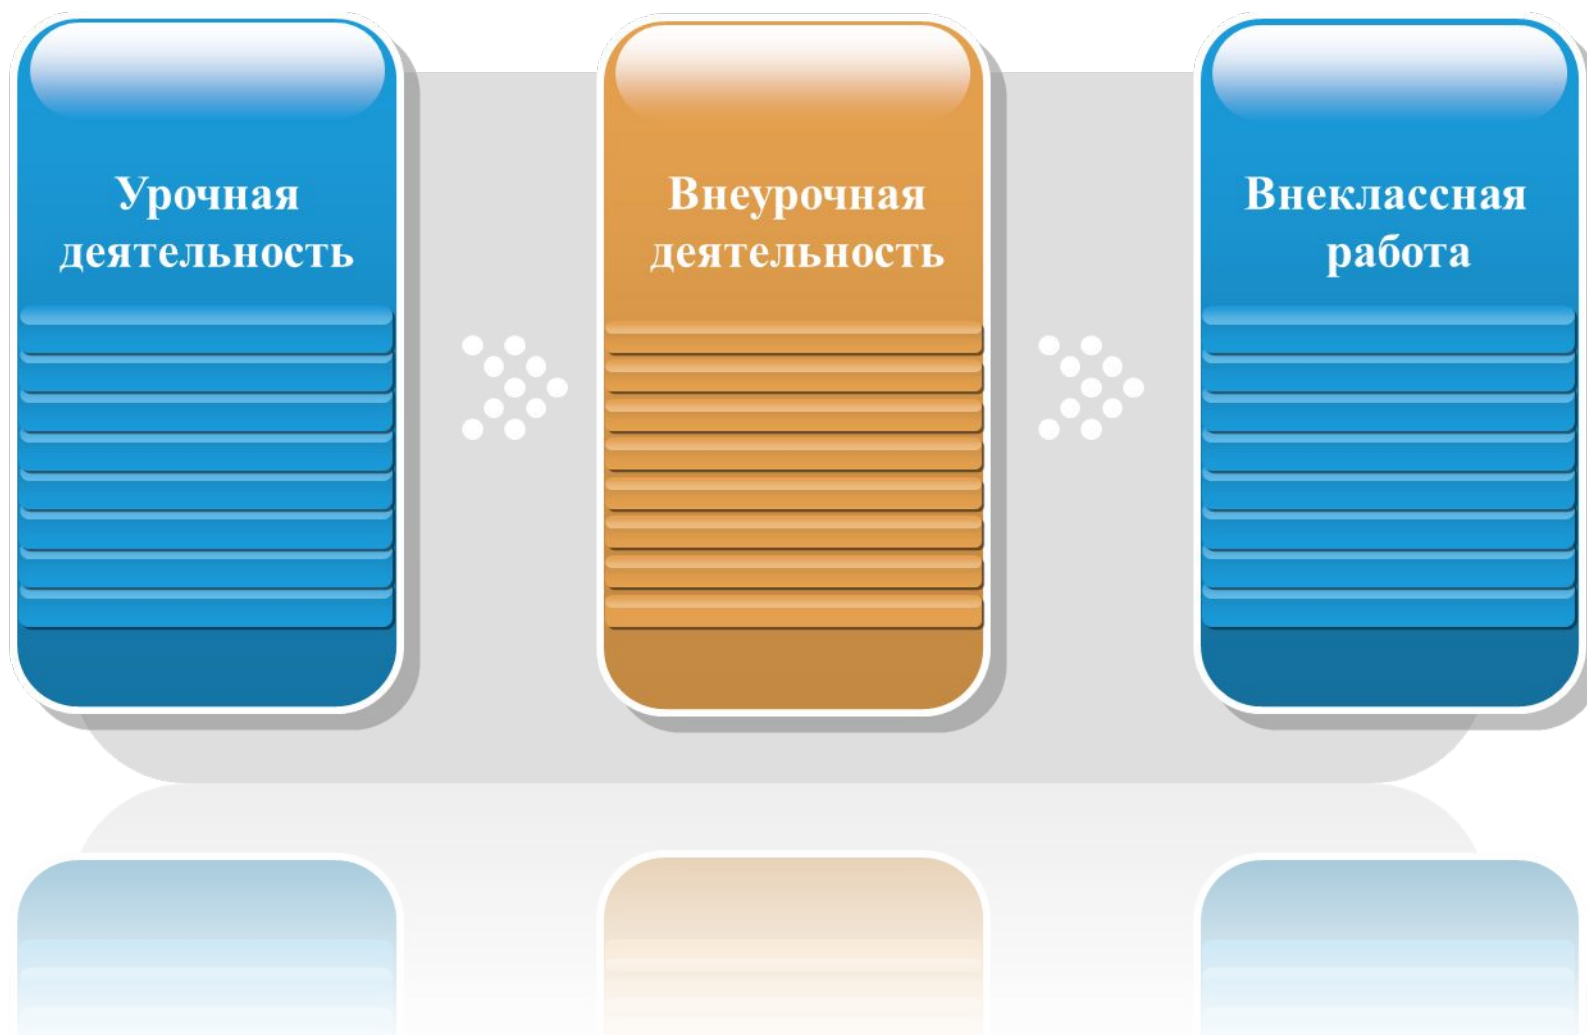 Урочная
деятельность
Внеурочная
деятельность
Внеклассная
работа